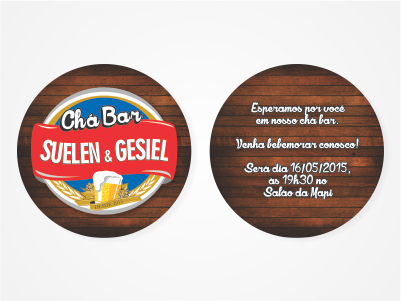 Chá Bar
SUELEN & GESIEL
Esperamos por você
em nosso chá bar.
Venha bebemorar conosco!
Será dia 16/05/2015,
às 19h30 no
Salão da Mapi